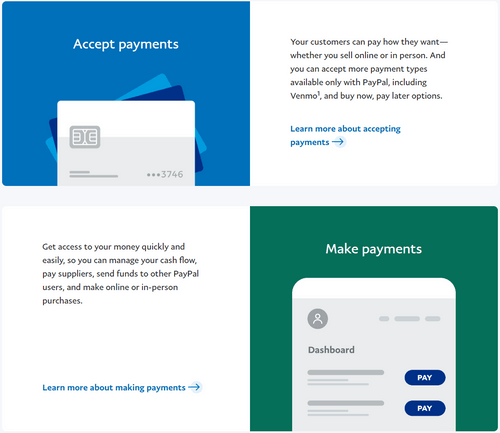 Accept payments
•••3746
Your customers can pay how they want—
whether you sell online or in person. And
you can accept more payment types
available only with PayPal, including
Venmo¹, and buy now, pay later options.
Learn more about accepting
payments →
Get access to your money quickly and
easily, so you can manage your cash flow,
pay suppliers, send funds to other PayPal
users, and make online or in-person
purchases.
Learn more about making payments →
Make payments
Dashboard
PAY
PAY